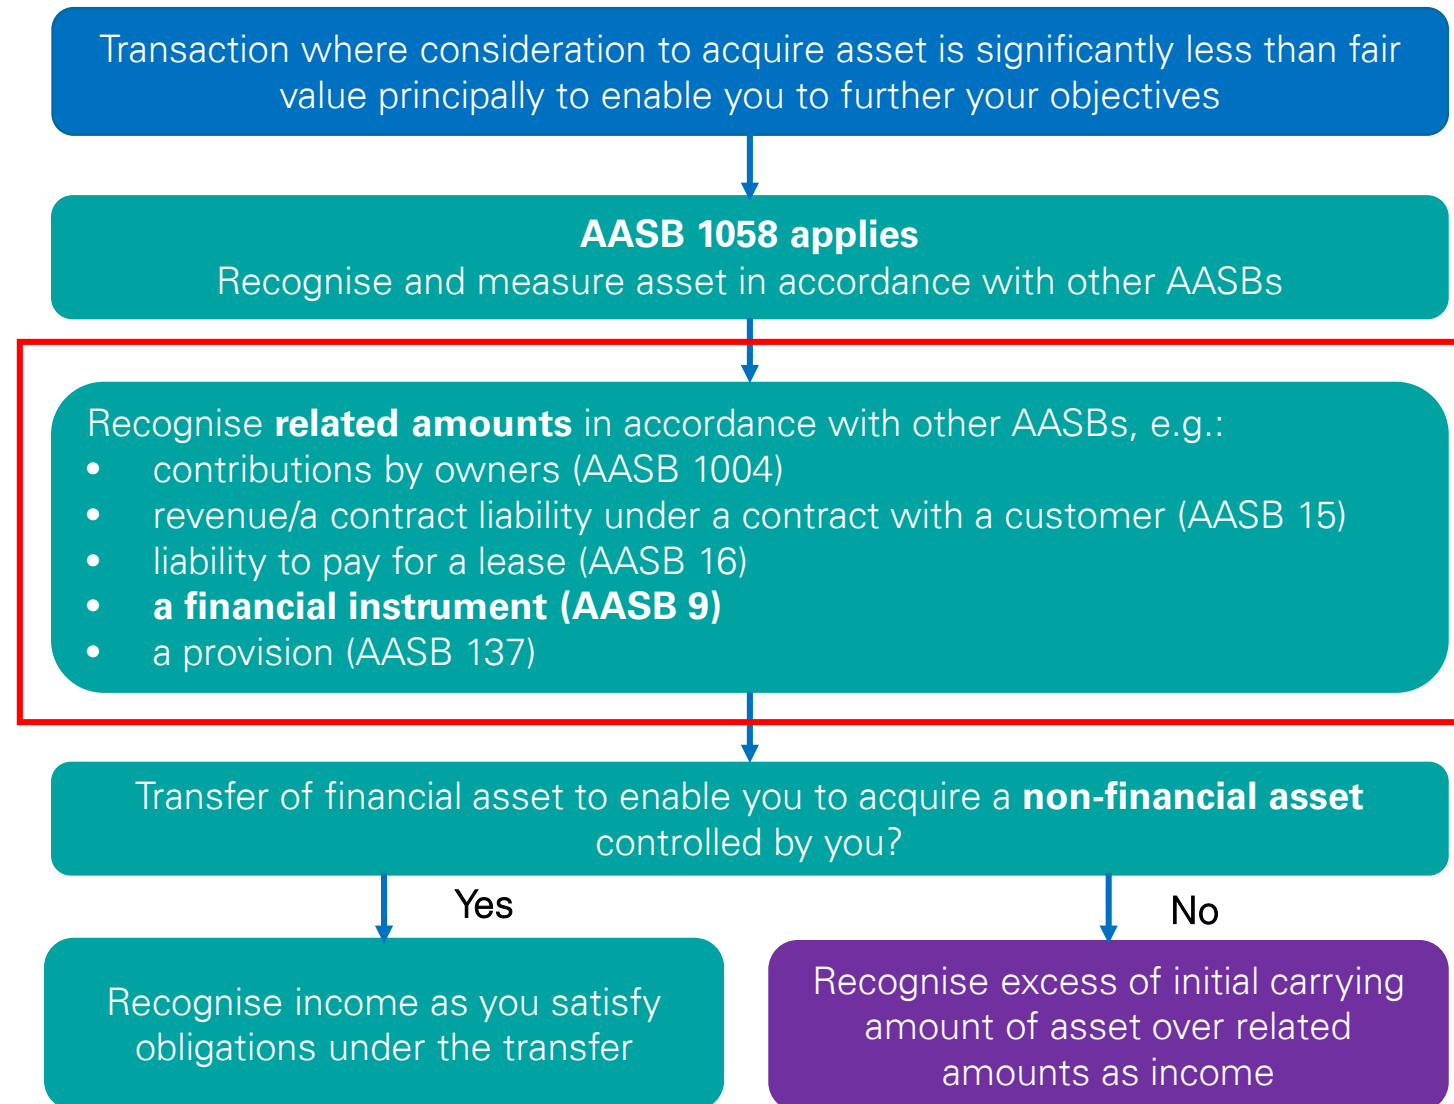 Transaction where consideration to acquire asset is significantly less than fair
value principally to enable you to further your objectives
AASB 1058 applies
Recognise and measure asset in accordance with other AASBs
Recognise related amounts in accordance with other AASBs, e.g.:
• contributions by owners (AASB 1004)
• revenue/a contract liability under a contract with a customer (AASB 15)
• liability to pay for a lease (AASB 16)
• a financial instrument (AASB 9)
• a provision (AASB 137)
Transfer of financial asset to enable you to acquire a non-financial asset
controlled by you?
Yes
No
Recognise income as you satisfy
obligations under the transfer
Recognise excess of initial carrying
amount of asset over related
amounts as income